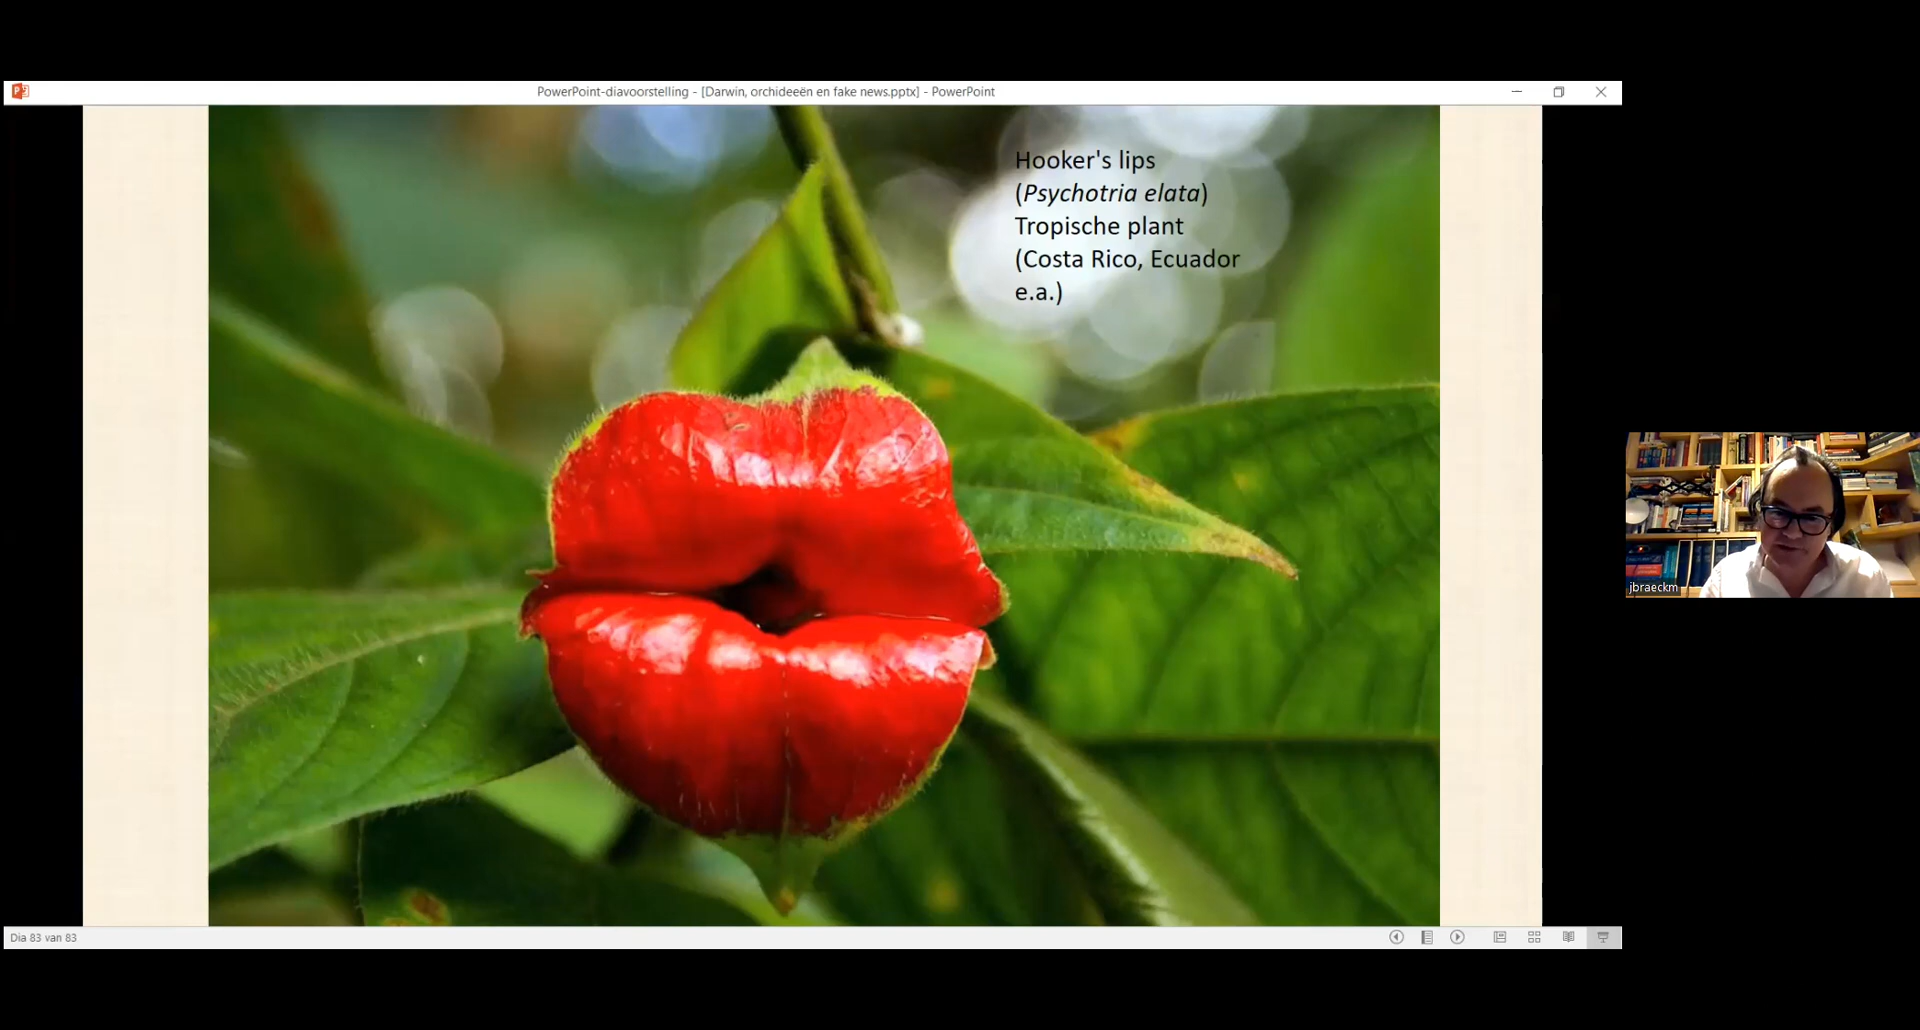 PowerPoint-diavoorstelling - [Darwin, orchideeën en fake news.pptx] - PowerPoint
Hooker's lips
(Psychotria elata)
Tropische plant
(Costa Rico, Ecuador
e.a.)
jbraeckm
Dia 83 van 83